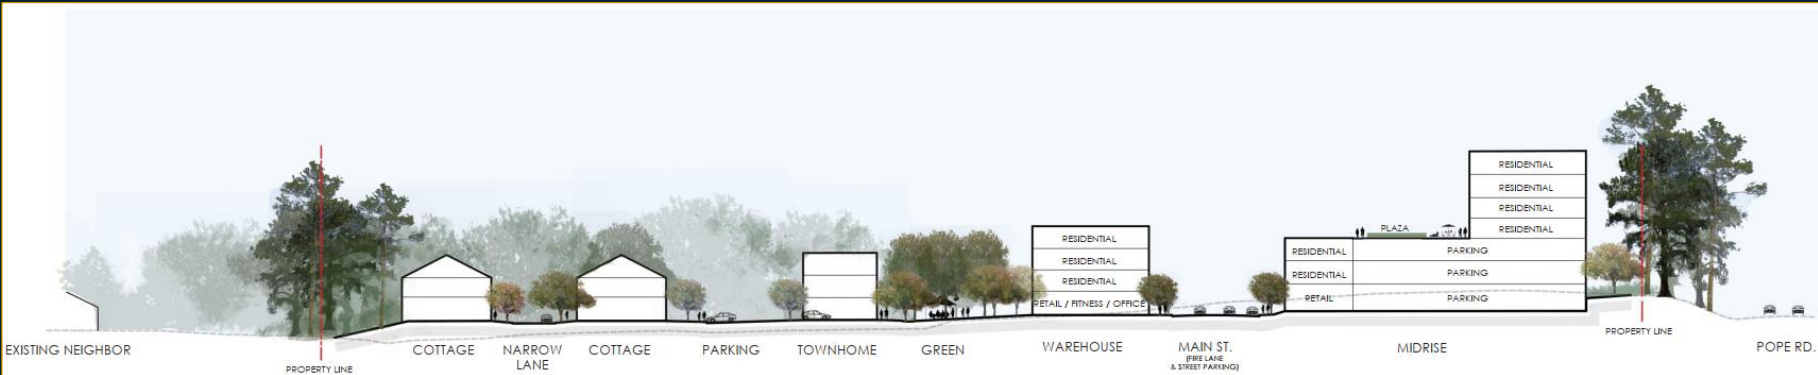 RESIDENTIAL
RESIDENTIAL
RESIDENTIAL
RESIDENTIAL
PLAZA
RESIDENTIAL
RESIDENTIAL
RESIDENTIAL
RETAIL / FITNESS / OFFICE
RESIDENTIAL
PARKING
RESIDENTIAL
PARKING
RETAIL
PARKING
EXISTING NEIGHBOR
PROPERTY LINE
COTTAGE
NARROW
LANE
COTTAGE
PARKING
TOWNHOME
GREEN
WAREHOUSE
MAIN ST.
(FIRE LANE
& STREET PARKING)
MIDRISE
PROPERTY LINE
POPE RD.